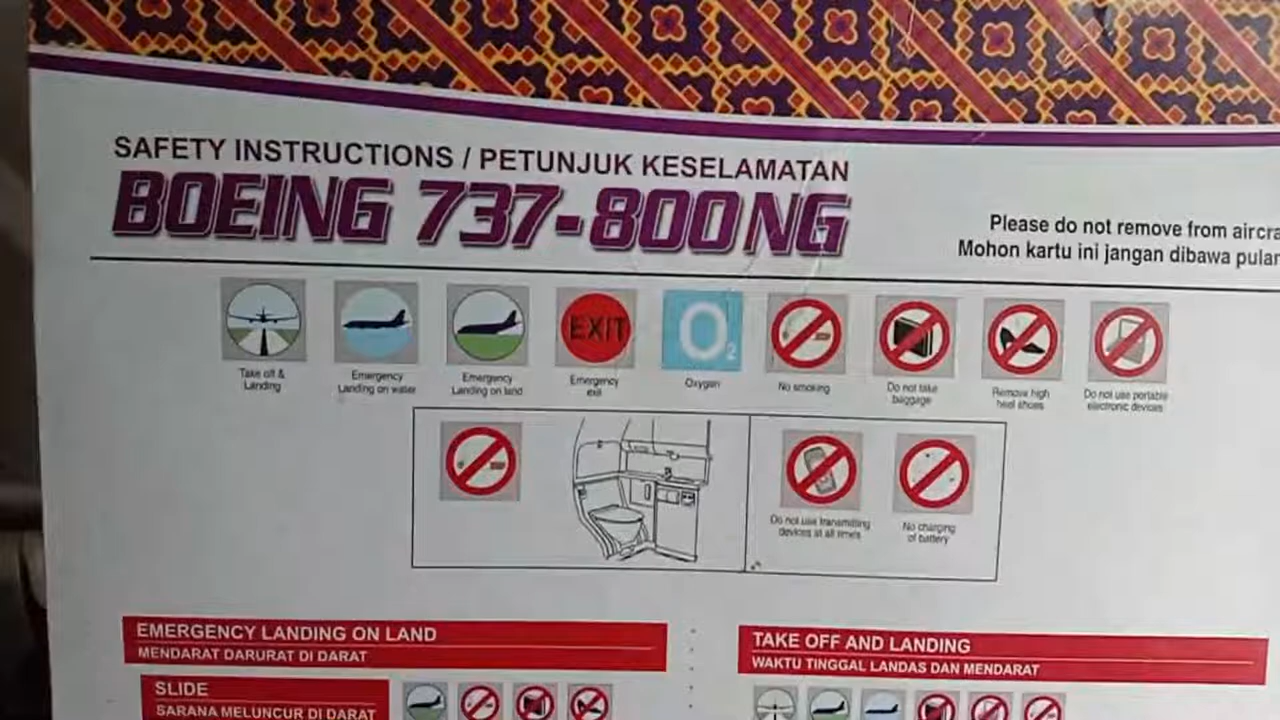 SAFETY INSTRUCTIONS / PETUNJUK KESELAMATAN
BOEING 737-800NG
Please do not remove from aircra
Mohon kartu ini jangan dibawa pular
Take off &
Landing
Emergency
Landing on water
Emergency
Landing on land
EXIT
Emergency
exit
O2
Oxygen
No smoking
Do not take
baggage
Remove high
heel shoes
Do not use portable
electronic devices
Do not use transmitting
devices at all times
No charging
of battery
EMERGENCY LANDING ON LAND
MENDARAT DARURAT DI DARAT
SLIDE
SARANA MELUNCUR DI DARAT
TAKE OFF AND LANDING
WAKTU TINGGAL LANDAS DAN MENDARAT